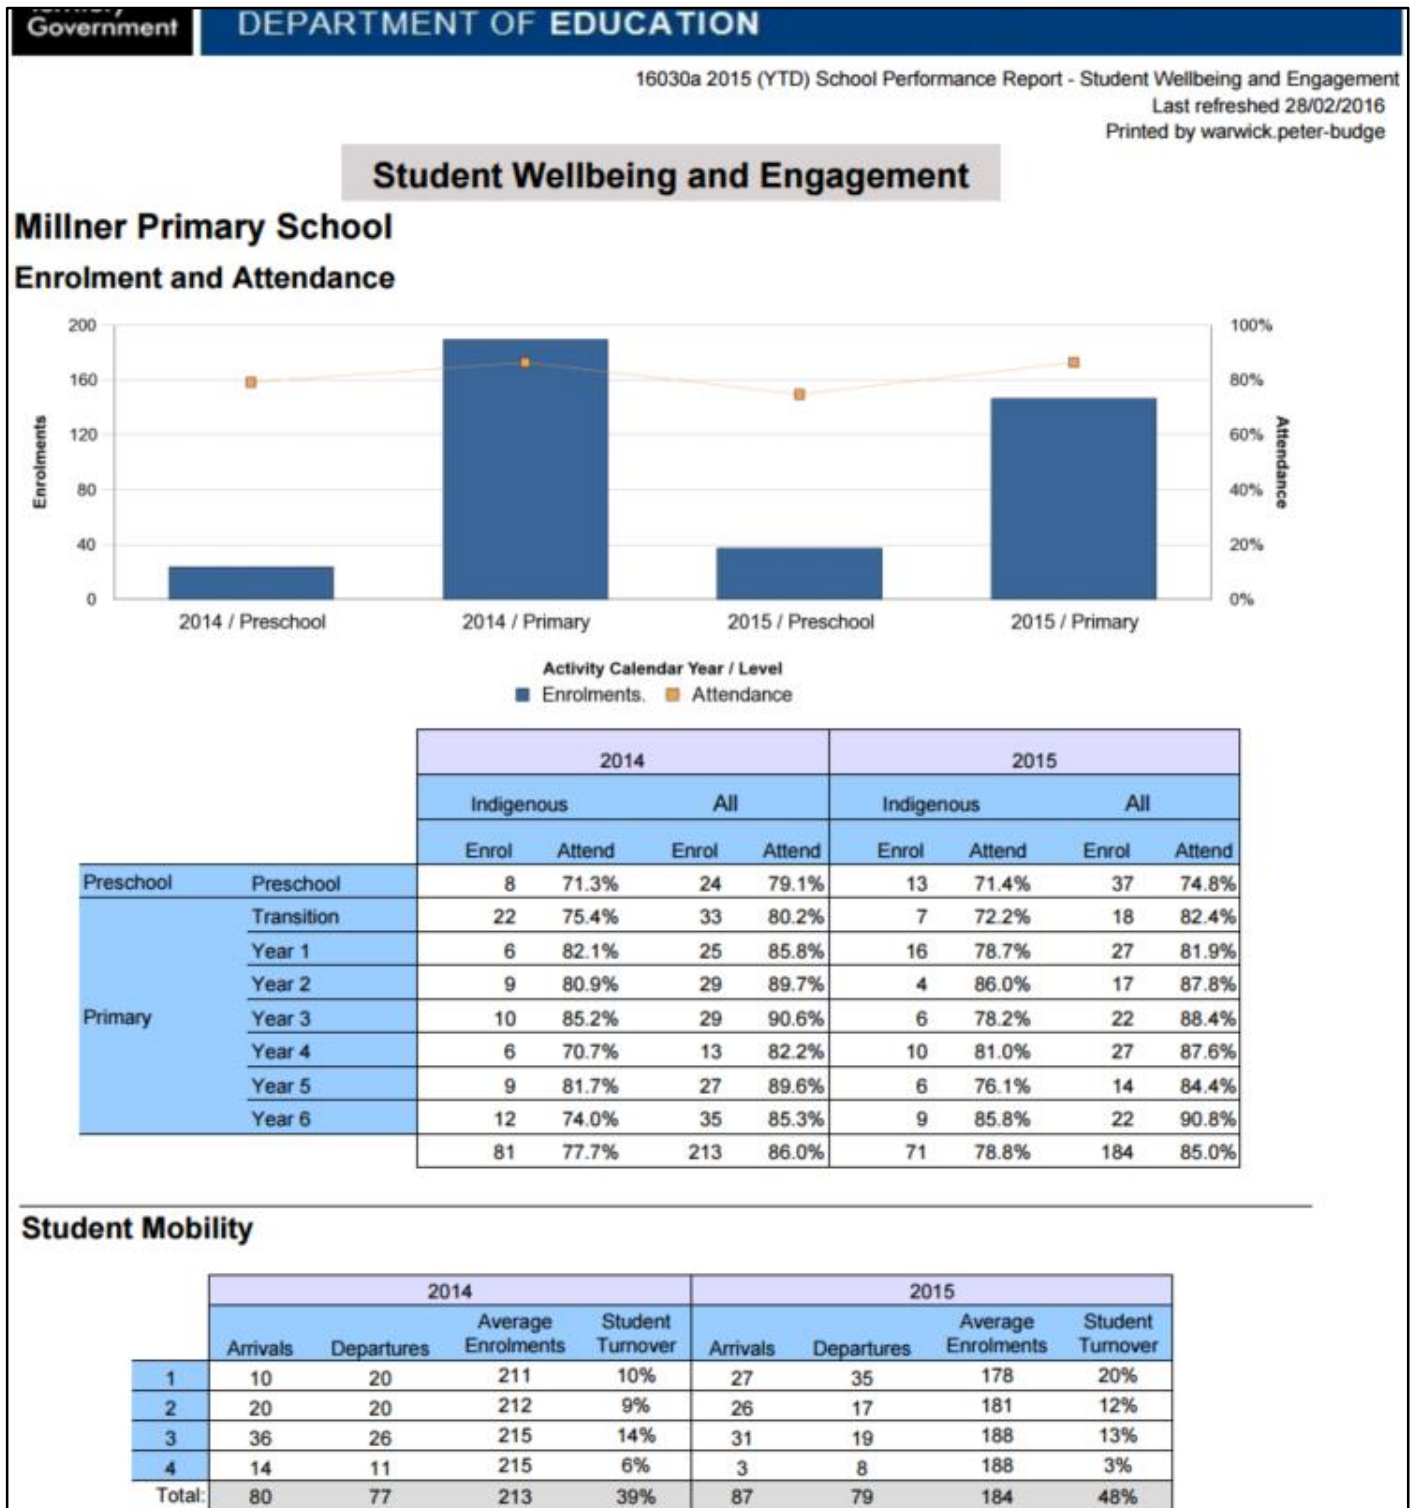 Government DEPARTMENT OF EDUCATION
16030a 2015 (YTD) School Performance Report - Student Wellbeing and Engagement
Last refreshed 28/02/2016
Printed by warwick.peter-budge
Student Wellbeing and Engagement
Millner Primary School
Enrolment and Attendance
200 100%
160 80%
120 60%
80 40%
40 20%
0 0%
Enrolments
Attendance
2014 / Preschool 2014 / Primary 2015 / Preschool 2015 / Primary
Activity Calendar Year / Level
Enrolments. Attendance
2014 2015
Indigenous All Indigenous All
Enrol Attend Enrol Attend Enrol Attend Enrol Attend
Preschool Preschool 8 71.3% 24 79.1% 13 71.4% 37 74.8%
Transition 22 75.4% 33 80.2% 7 72.2% 18 82.4%
Year 1 6 82.1% 25 85.8% 16 78.7% 27 81.9%
Year 2 9 80.9% 29 89.7% 4 86.0% 17 87.8%
Primary Year 3 10 85.2% 29 90.6% 6 78.2% 22 88.4%
Year 4 6 70.7% 13 82.2% 10 81.0% 27 87.6%
Year 5 9 81.7% 27 89.6% 6 76.1% 14 84.4%
Year 6 12 74.0% 35 85.3% 9 85.8% 22 90.8%
81 77.7% 213 86.0% 71 78.8% 184 85.0%
Student Mobility
2014 2015
Arrivals Departures Average Enrolments Student Turnover Arrivals Departures Average Enrolments Student Turnover
1 10 20 211 10% 27 35 178 20%
2 20 20 212 9% 26 17 181 12%
3 36 26 215 14% 31 19 188 13%
4 14 11 215 6% 3 8 188 3%
Total: 80 77 213 39% 87 79 184 48%